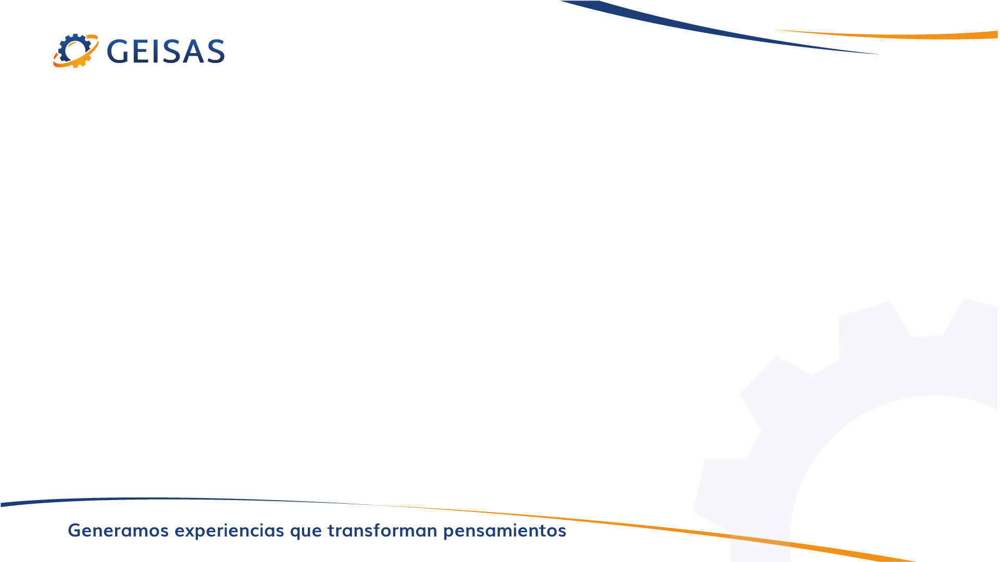 GEISAS
Generamos experiencias que transforman pensamientos